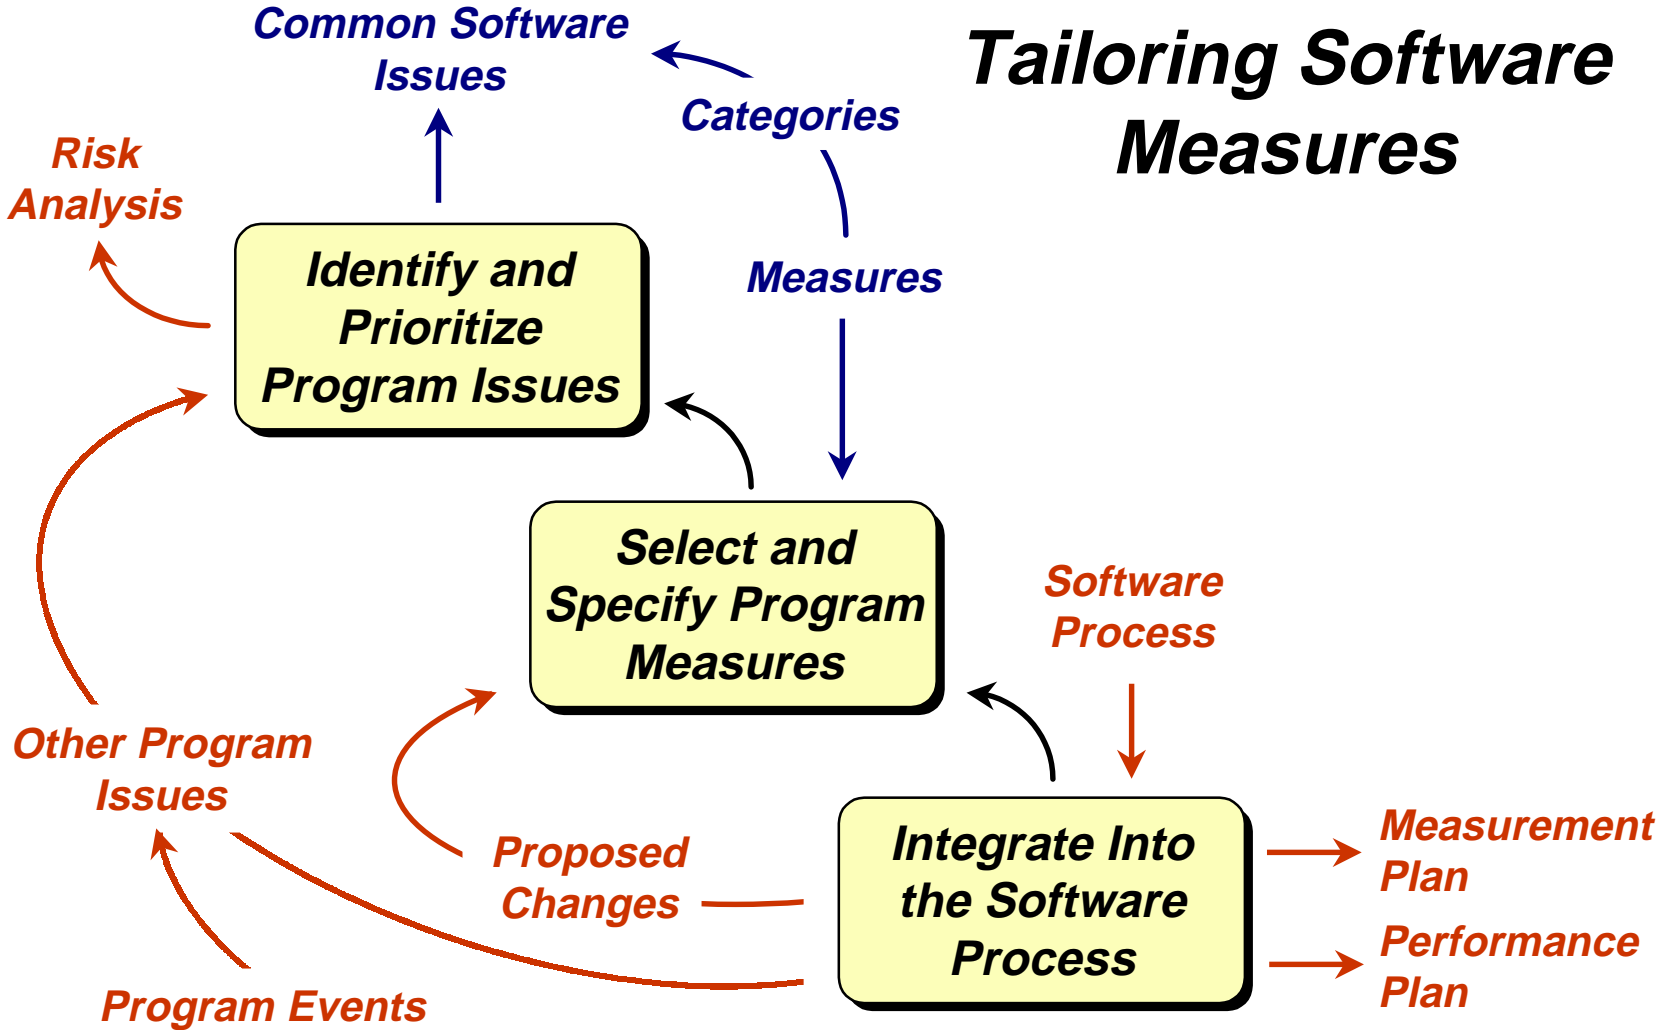 Tailoring Software
Measures
Common Software
Issues
Categories
Measures
Risk
Analysis
Identify and
Prioritize
Program Issues
Select and
Specify Program
Measures
Software
Process
Other Program
Issues
Proposed
Changes
Integrate Into
the Software
Process
Measurement
Plan
Performance
Plan
Program Events